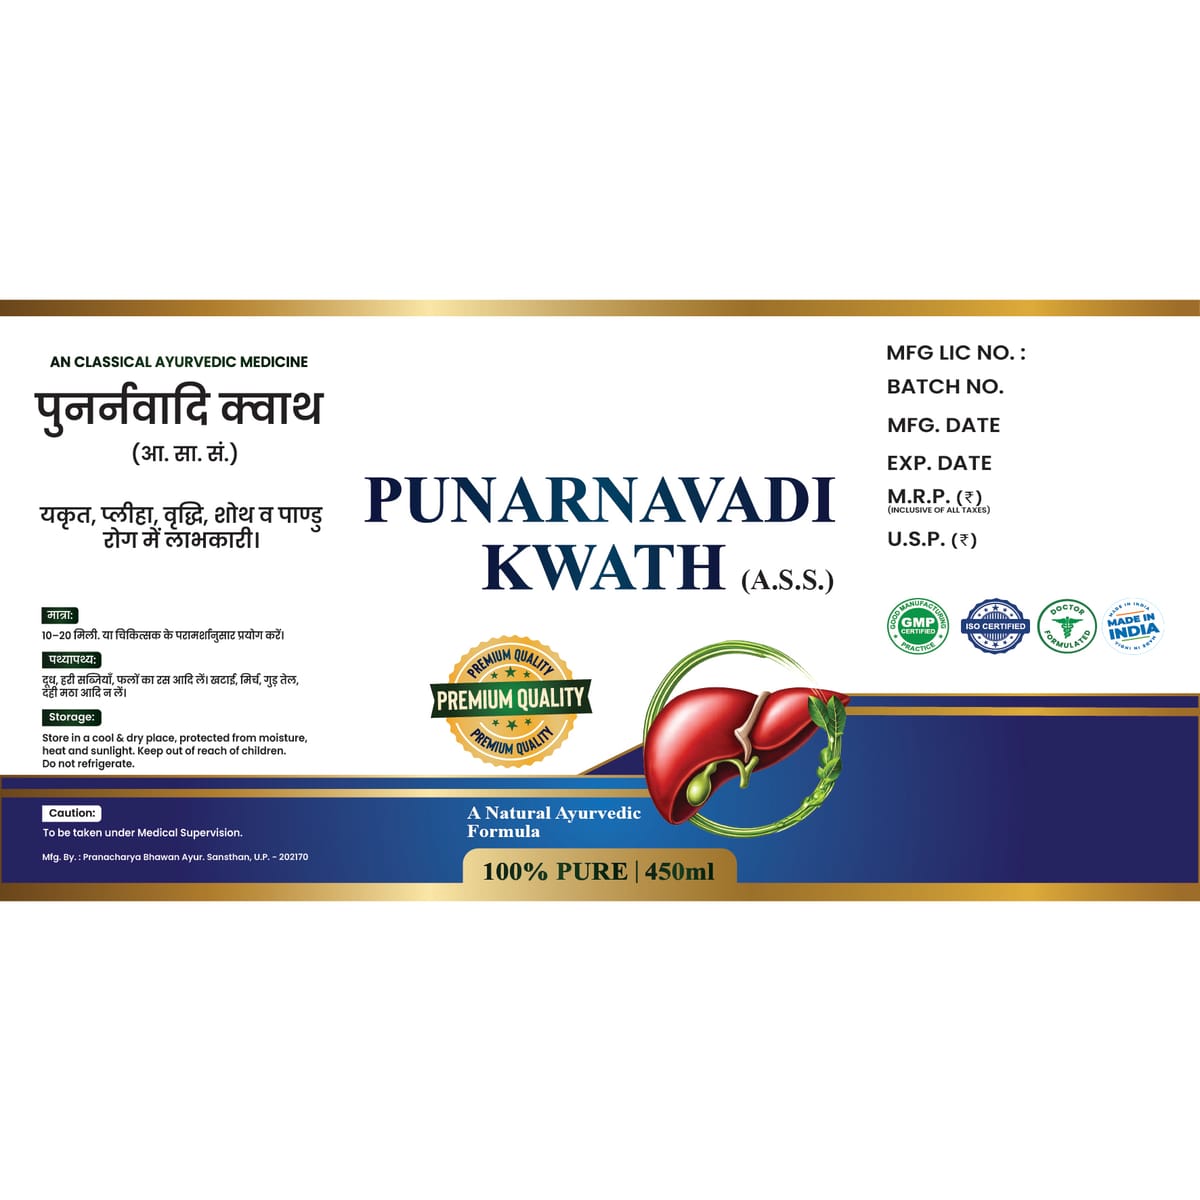 AN CLASSICAL AYURVEDIC MEDICINE
पुनर्नवादि क्वाथ
(आ. सा. सं.)
यकृत, प्लीहा, वृद्धि, शोथ व पाण्डु
रोग में लाभकारी।
मात्रा:
10-20 मिली. या चिकित्सक के परामर्शानुसार प्रयोग करें।
पथ्यापथ्य:
दूध, हरी सब्जियाँ, फलों का रस आदि लें। खटाई, मिर्च, गुड़ तेल,
दही मठा आदि न लें।
Storage:
Store in a cool & dry place, protected from moisture,
heat and sunlight. Keep out of reach of children.
Do not refrigerate.
Caution:
To be taken under Medical Supervision.
Mfg. By. : Pranacharya Bhawan Ayur. Sansthan, U.P. - 202170
PUNARNAVADI
KWATH (A.S.S.)
PREMIUM QUALITY
PREMIUM QUALITY
PREMIUM QUALITY
A Natural Ayurvedic
Formula
100% PURE | 450ml
MFG LIC NO. :
BATCH NO.
MFG. DATE
EXP. DATE
M.R.P. (₹)
(INCLUSIVE OF ALL TAXES)
U.S.P. (₹)
GOOD MANUFACTURING
GMP
CERTIFIED
PRACTICE
ISO CERTIFIED
DOCTOR
FORMULATED
MADE IN INDIA
MADE IN
INDIA
MADE IN INDIA